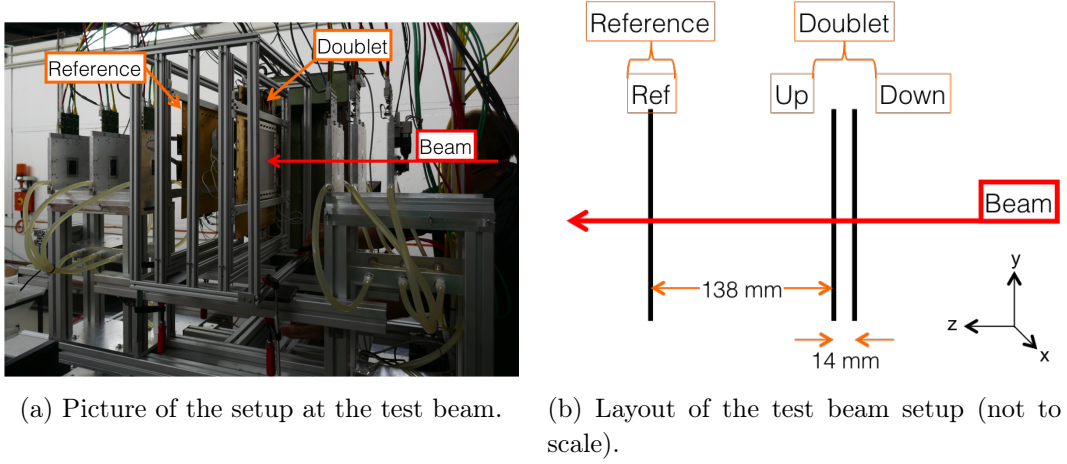 Reference
Doublet
Beam
Reference
Doublet
Ref
Up
Down
Beam
138 mm
14 mm
y
z
x
(a) Picture of the setup at the test beam.
(b) Layout of the test beam setup (not to
scale).